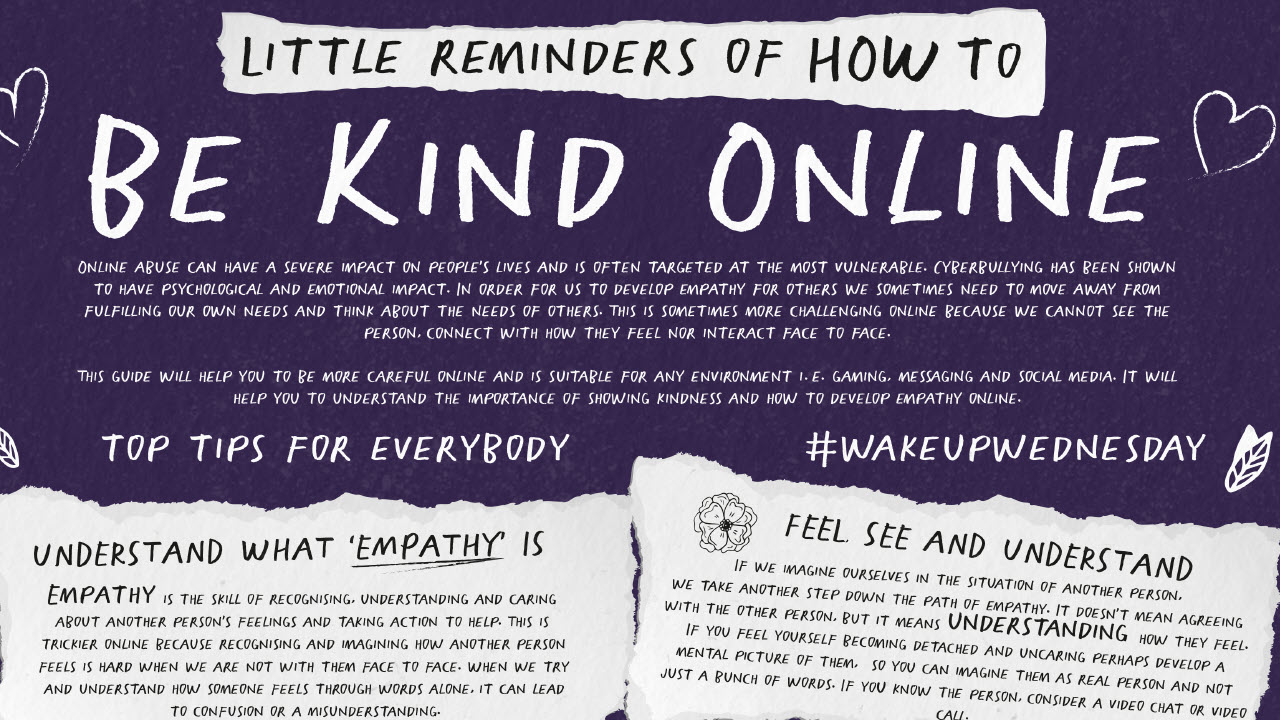 LITTLE REMINDERS OF HOW TO
BE KIND ONLINE
ONLINE ABUSE CAN HAVE A SEVERE IMPACT ON PEOPLE'S LIVES AND IS OFTEN TARGETED AT THE MOST VULNERABLE. CYBERBULLYING HAS BEEN SHOWN
TO HAVE PSYCHOLOGICAL AND EMOTIONAL IMPACT. IN ORDER FOR US TO DEVELOP EMPATHY FOR OTHERS WE SOMETIMES NEED TO MOVE AWAY FROM
FULFILLING OUR OWN NEEDS AND THINK ABOUT THE NEEDS OF OTHERS. THIS IS SOMETIMES MORE CHALLENGING ONLINE BECAUSE WE CANNOT SEE THE
PERSON, CONNECT WITH HOW THEY FEEL NOR INTERACT FACE TO FACE.
THIS GUIDE WILL HELP YOU TO BE MORE CAREFUL ONLINE AND IS SUITABLE FOR ANY ENVIRONMENT I.E. GAMING, MESSAGING AND SOCIAL MEDIA. IT WILL
HELP YOU TO UNDERSTAND THE IMPORTANCE OF SHOWING KINDNESS AND HOW TO DEVELOP EMPATHY ONLINE.
TOP TIPS FOR EVERYBODY
#WAKEUPWEDNESDAY
UNDERSTAND WHAT 'EMPATHY' IS
EMPATHY IS THE SKILL OF RECOGNISING, UNDERSTANDING AND CARING
ABOUT ANOTHER PERSON'S FEELINGS AND TAKING ACTION TO HELP. THIS IS
TRICKIER ONLINE BECAUSE RECOGNISING AND IMAGINING HOW ANOTHER PERSON
FEELS IS HARD WHEN WE ARE NOT WITH THEM FACE TO FACE. WHEN WE TRY
AND UNDERSTAND HOW SOMEONE FEELS THROUGH WORDS ALONE, IT CAN LEAD
TO CONFUSION OR A MISUNDERSTANDING.
FEEL, SEE AND UNDERSTAND
IF WE IMAGINE OURSELVES IN THE SITUATION OF ANOTHER PERSON,
WE TAKE ANOTHER STEP DOWN THE PATH OF EMPATHY. IT DOESN'T MEAN AGREEING
WITH THE OTHER PERSON, BUT IT MEANS UNDERSTANDING HOW THEY FEEL.
IF YOU FEEL YOURSELF BECOMING DETACHED AND UNCARING PERHAPS DEVELOP A
MENTAL PICTURE OF THEM, SO YOU CAN IMAGINE THEM AS REAL PERSON AND NOT
JUST A BUNCH OF WORDS. IF YOU KNOW THE PERSON, CONSIDER A VIDEO CHAT OR VIDEO
CALL.